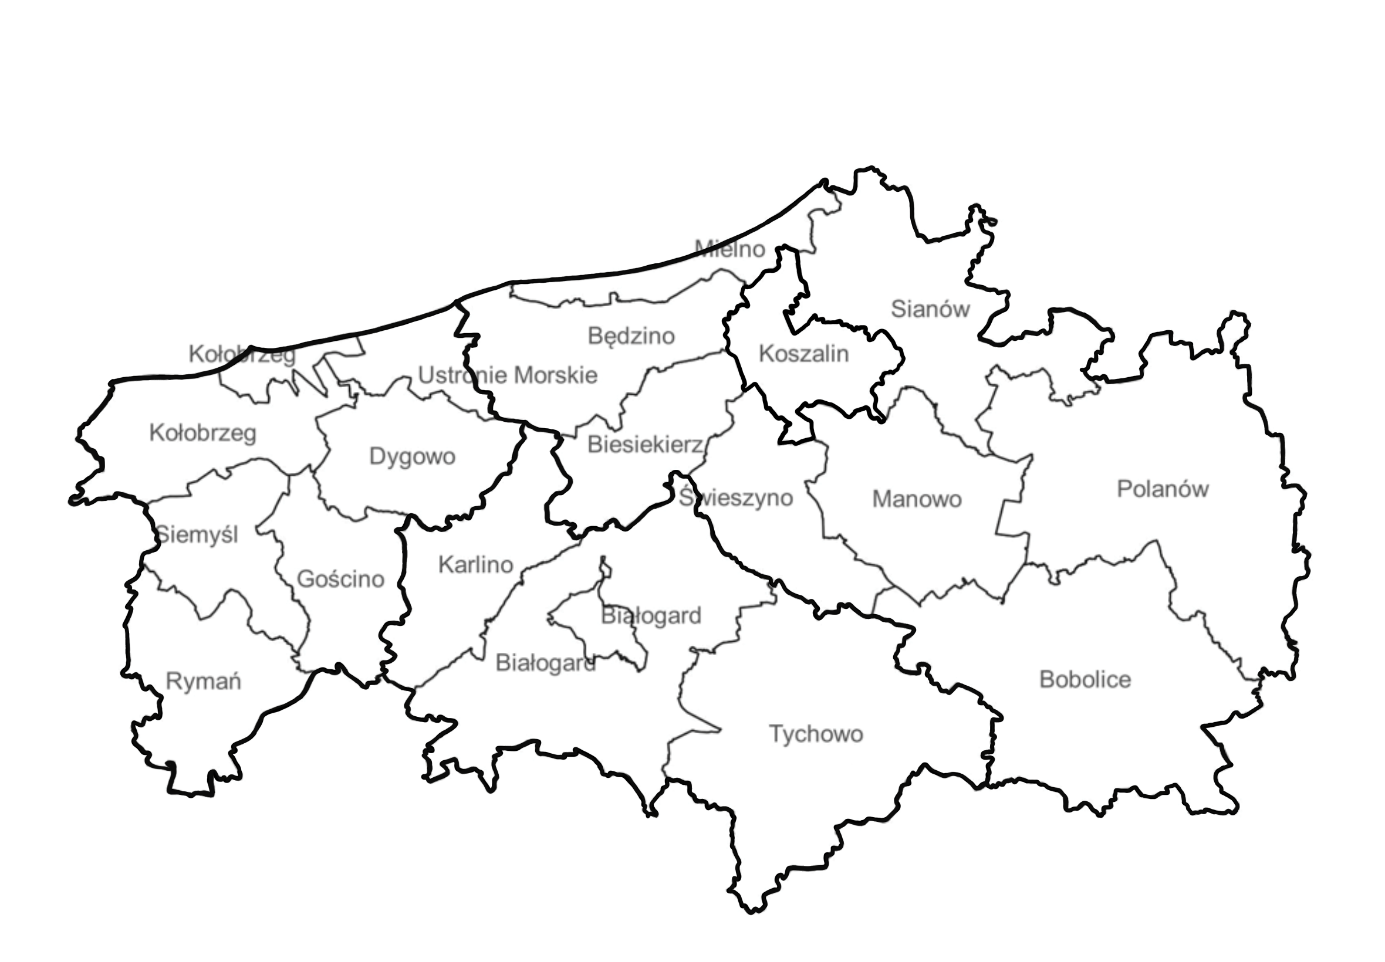 Mielno
Sianów
Będzino
Kołobrzeg
Koszalin
Ustronie Morskie
Kołobrzeg
Biesiekierz
Dygowo
Polanów
Świeszyno
Manowo
Siemyśl
Karlino
Gościno
Białogard
Białogard
Bobolice
Rymań
Tychowo